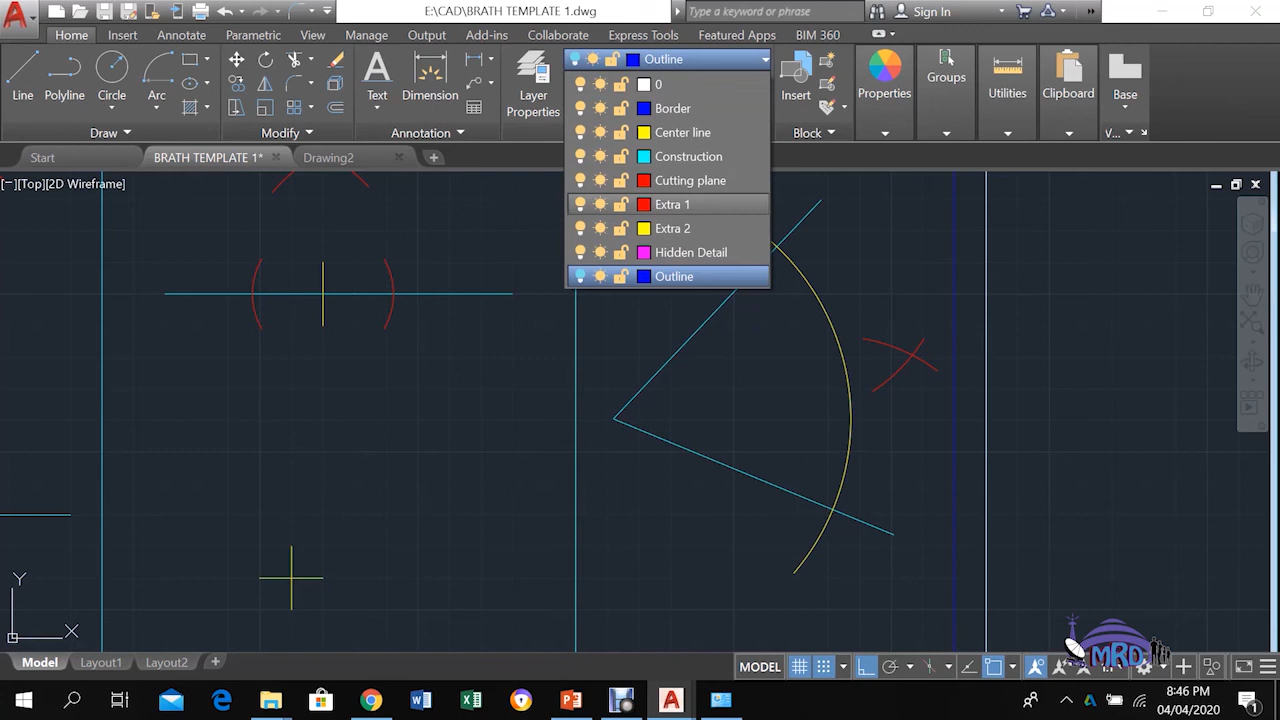 E:\CAD\BRATH TEMPLATE 1.dwg
Type a keyword or phrase
Sign In
Home Insert Annotate Parametric View Manage Output Add-ins Collaborate Express Tools Featured Apps BIM 360
Line Polyline Circle Arc Text Dimension Layer Properties Insert Properties Groups Utilities Clipboard Base
Draw Modify Annotation Block V...
Outline
0
Border
Center line
Construction
Cutting plane
Extra 1
Extra 2
Hidden Detail
Outline
Start BRATH TEMPLATE 1* Drawing2
[−][Top][2D Wireframe]
Y
X
MRD
Model Layout1 Layout2
MODEL
8:46 PM
04/04/2020